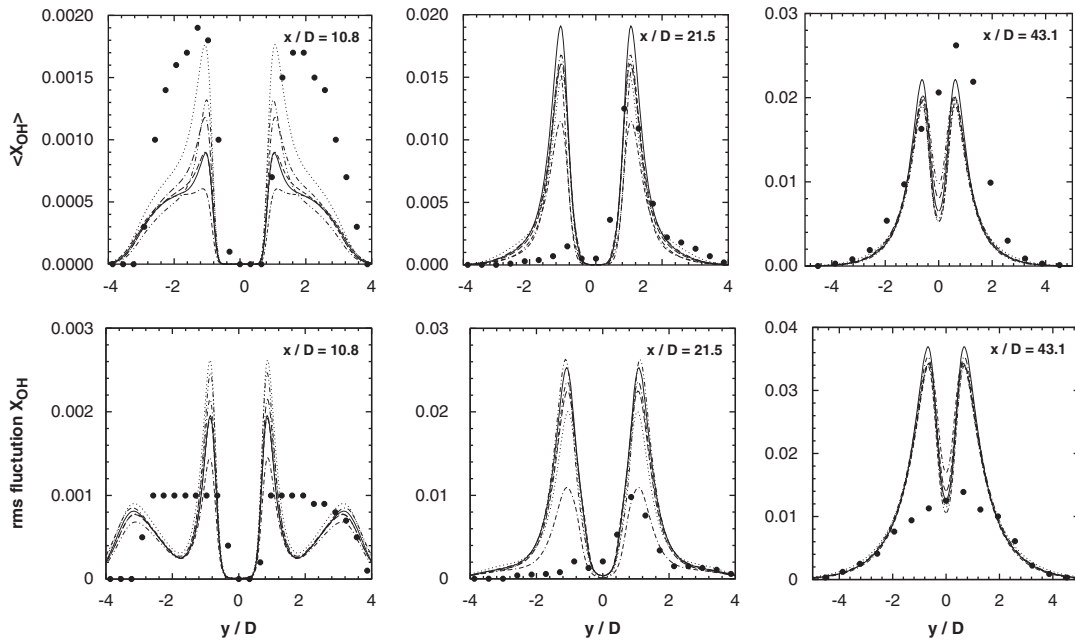 <X_OH>
0.0020
0.0015
0.0010
0.0005
0.0000
x / D = 10.8
-4 -2 0 2 4
0.020
0.015
0.010
0.005
0.000
x / D = 21.5
-4 -2 0 2 4
0.03
0.02
0.01
0.00
x / D = 43.1
-4 -2 0 2 4
rms fluctution X_OH
0.003
0.002
0.001
0
x / D = 10.8
-4 -2 0 2 4
y / D
0.03
0.02
0.01
0
x / D = 21.5
-4 -2 0 2 4
y / D
0.04
0.03
0.02
0.01
0
x / D = 43.1
-4 -2 0 2 4
y / D